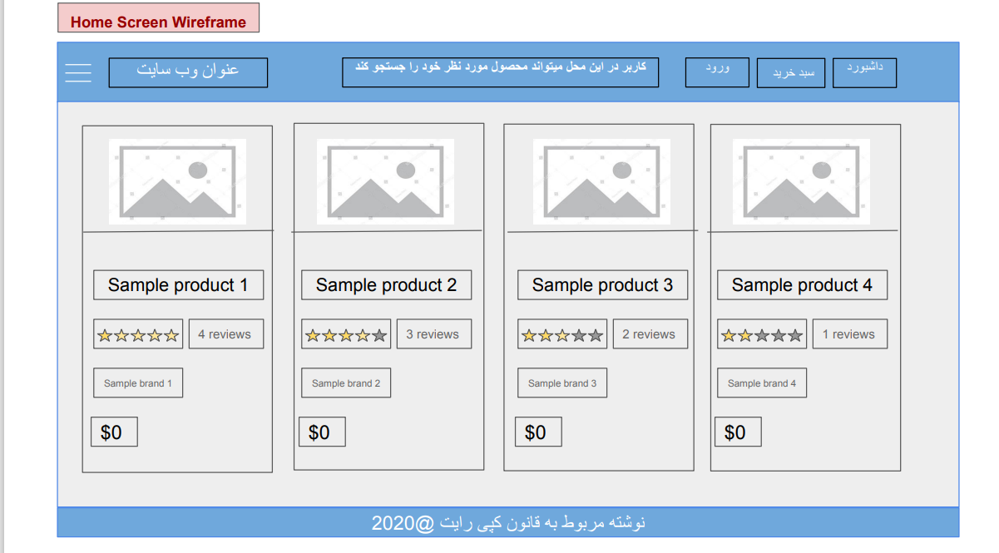 Home Screen Wireframe
عنوان وب سایت
کاربر در این محل میتواند محصول مورد نظر خود را جستجو کند
ورود
سبد خرید
داشبورد
Sample product 1
4 reviews
Sample brand 1
$0
Sample product 2
3 reviews
Sample brand 2
$0
Sample product 3
2 reviews
Sample brand 3
$0
Sample product 4
1 reviews
Sample brand 4
$0
نوشته مربوط به قانون کپی رایت @2020